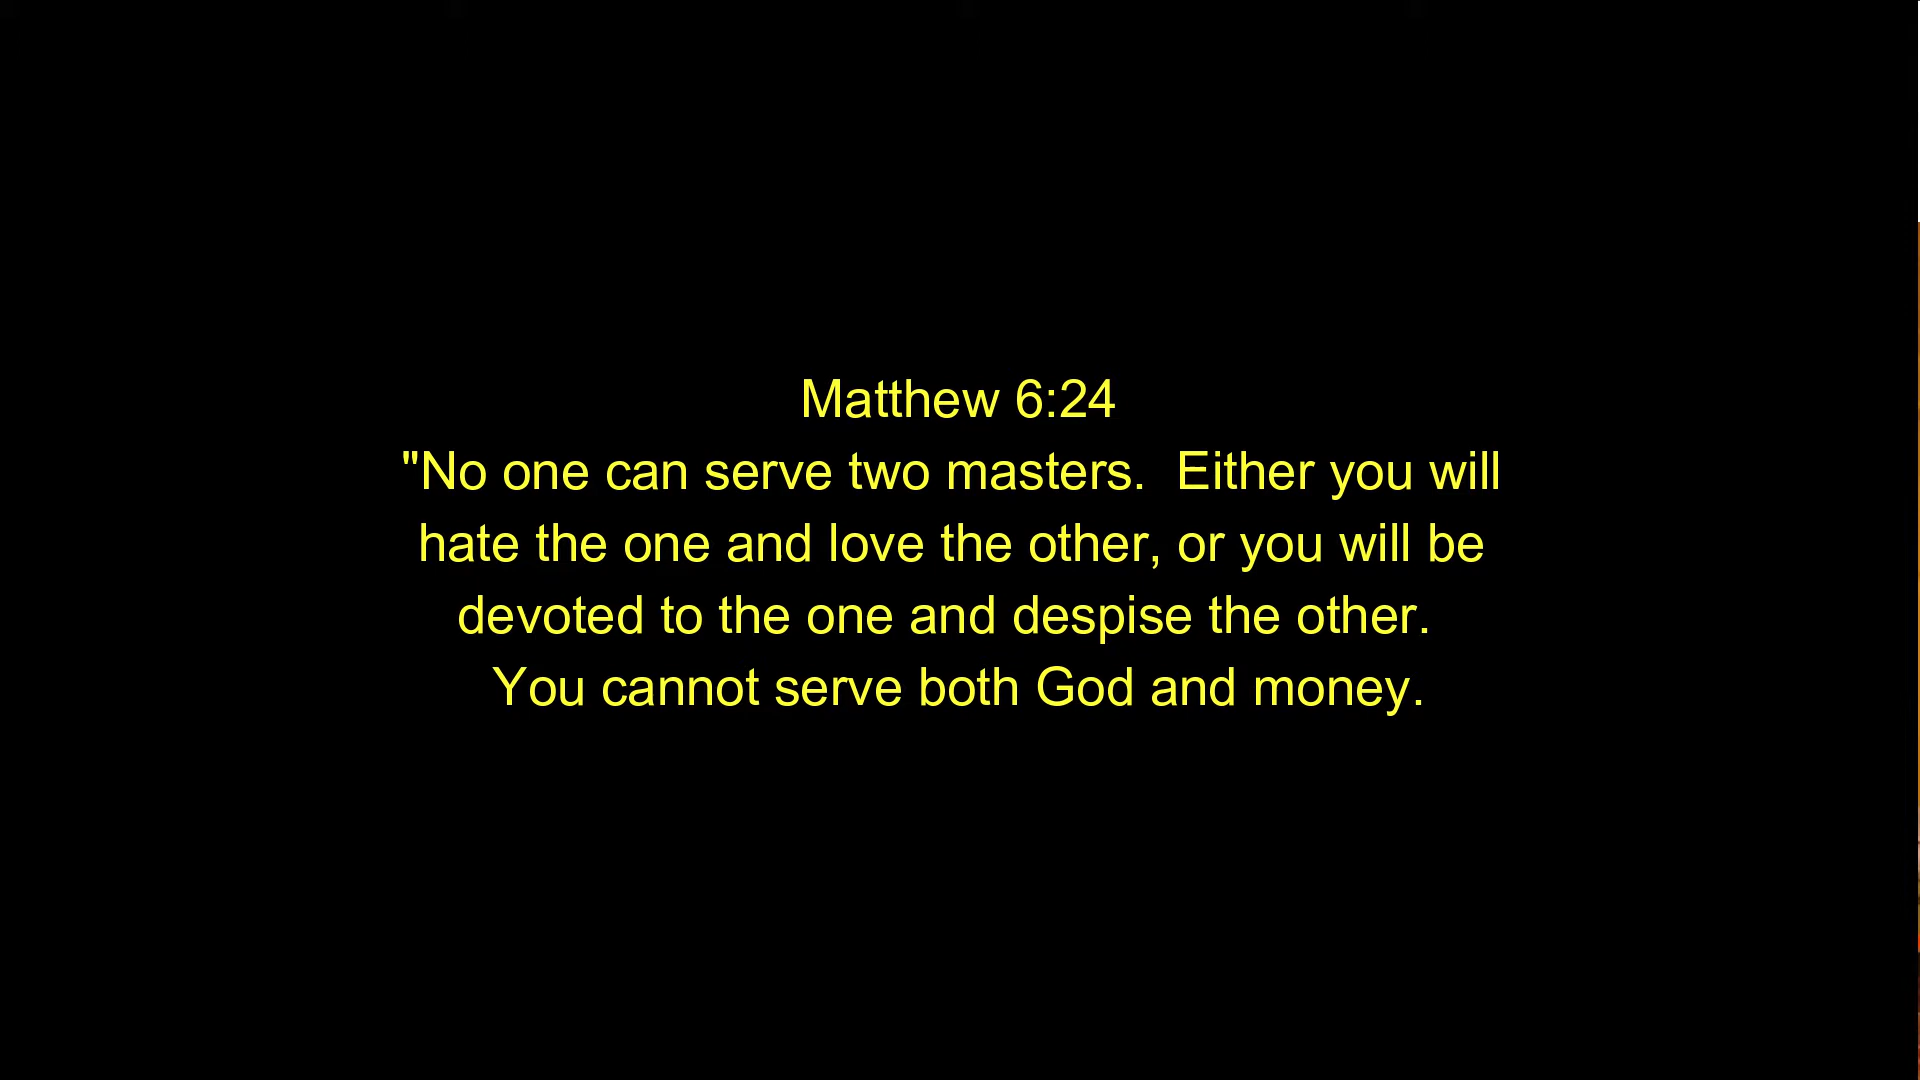 Matthew 6:24
"No one can serve two masters.  Either you will
hate the one and love the other, or you will be
devoted to the one and despise the other.
You cannot serve both God and money.